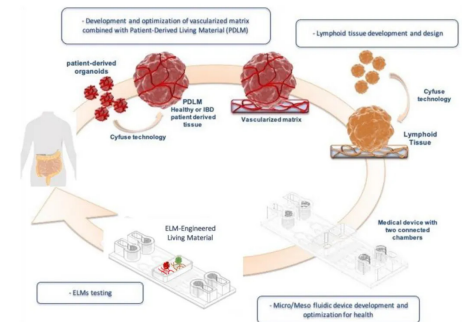 - Development and optimization of vascularized matrix
combined with Patient-Derived Living Material (PDLM)
- Lymphoid tissue development and design
patient-derived
organoids
PDLM
Healthy or IBD
patient derived
tissue
Cyfuse technology
Vascularized matrix
Cyfuse
technology
Lymphoid
Tissue
ELM-Engineered
Living Material
Medical device with
two connected
chambers
- ELMs testing
- Micro/Meso fluidic device development and
optimization for health